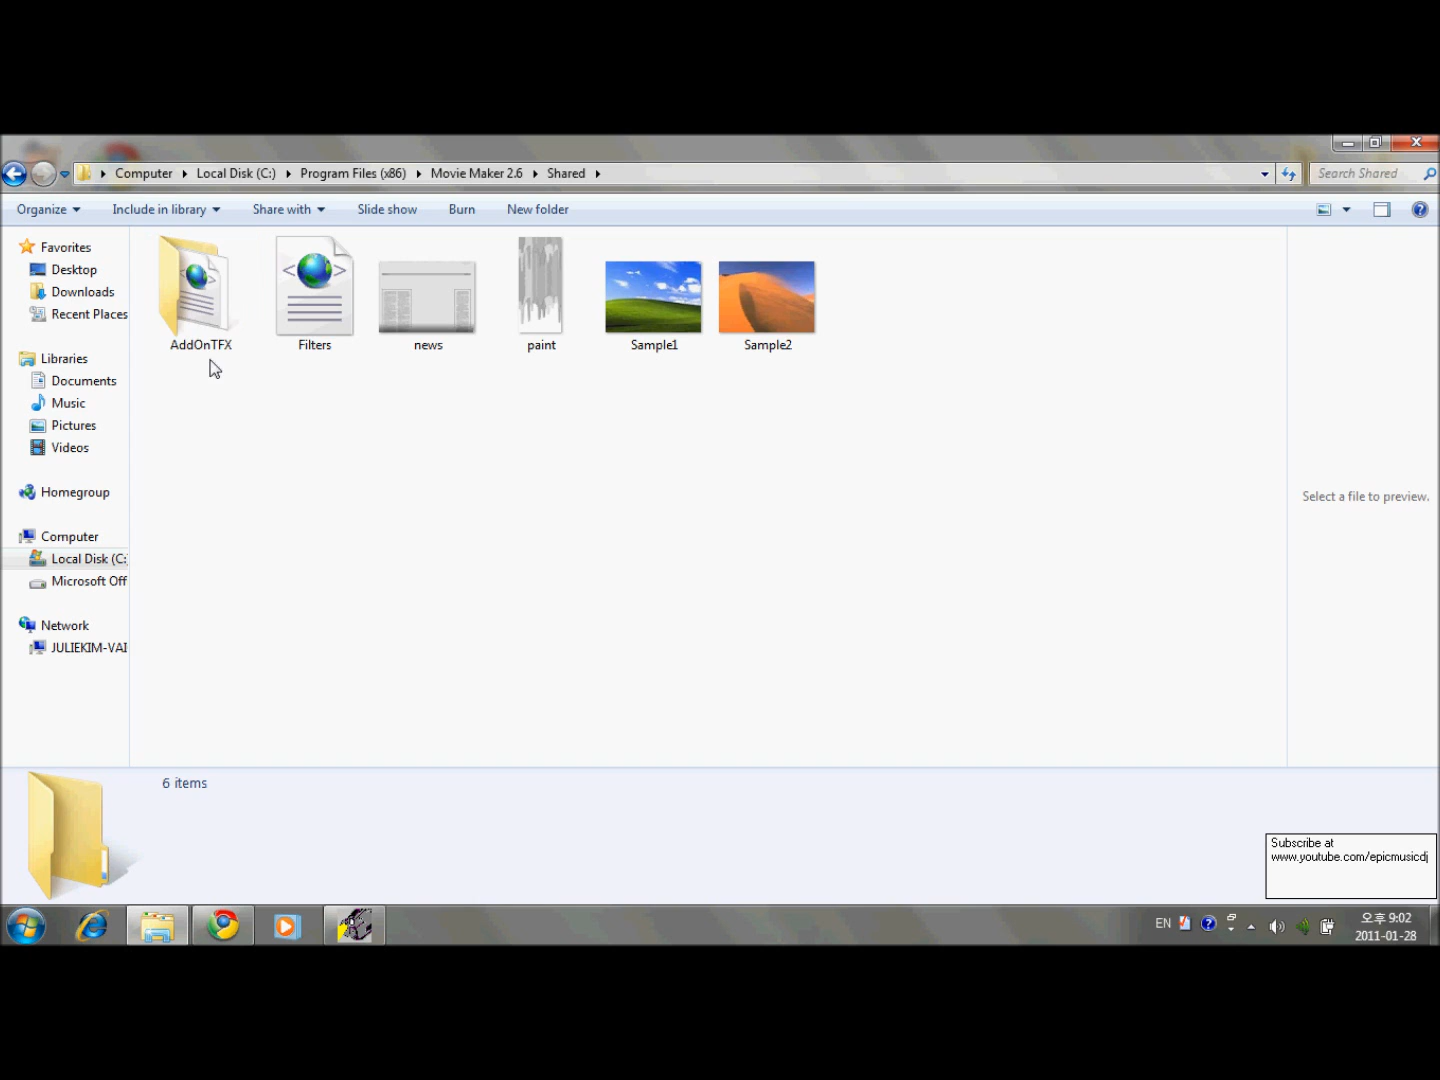 Computer Local Disk (C:) Program Files (x86) Movie Maker 2.6 Shared
Search Shared
Organize Include in library Share with Slide show Burn New folder
Favorites
Desktop
Downloads
Recent Places
Libraries
Documents
Music
Pictures
Videos
Homegroup
Computer
Local Disk (C:
Microsoft Off
Network
JULIEKIM-VAI
AddOnTFX
Filters
news
paint
Sample1
Sample2
Select a file to preview.
6 items
Subscribe at
www.youtube.com/epicmusicdj
EN
오후 9:02
2011-01-28